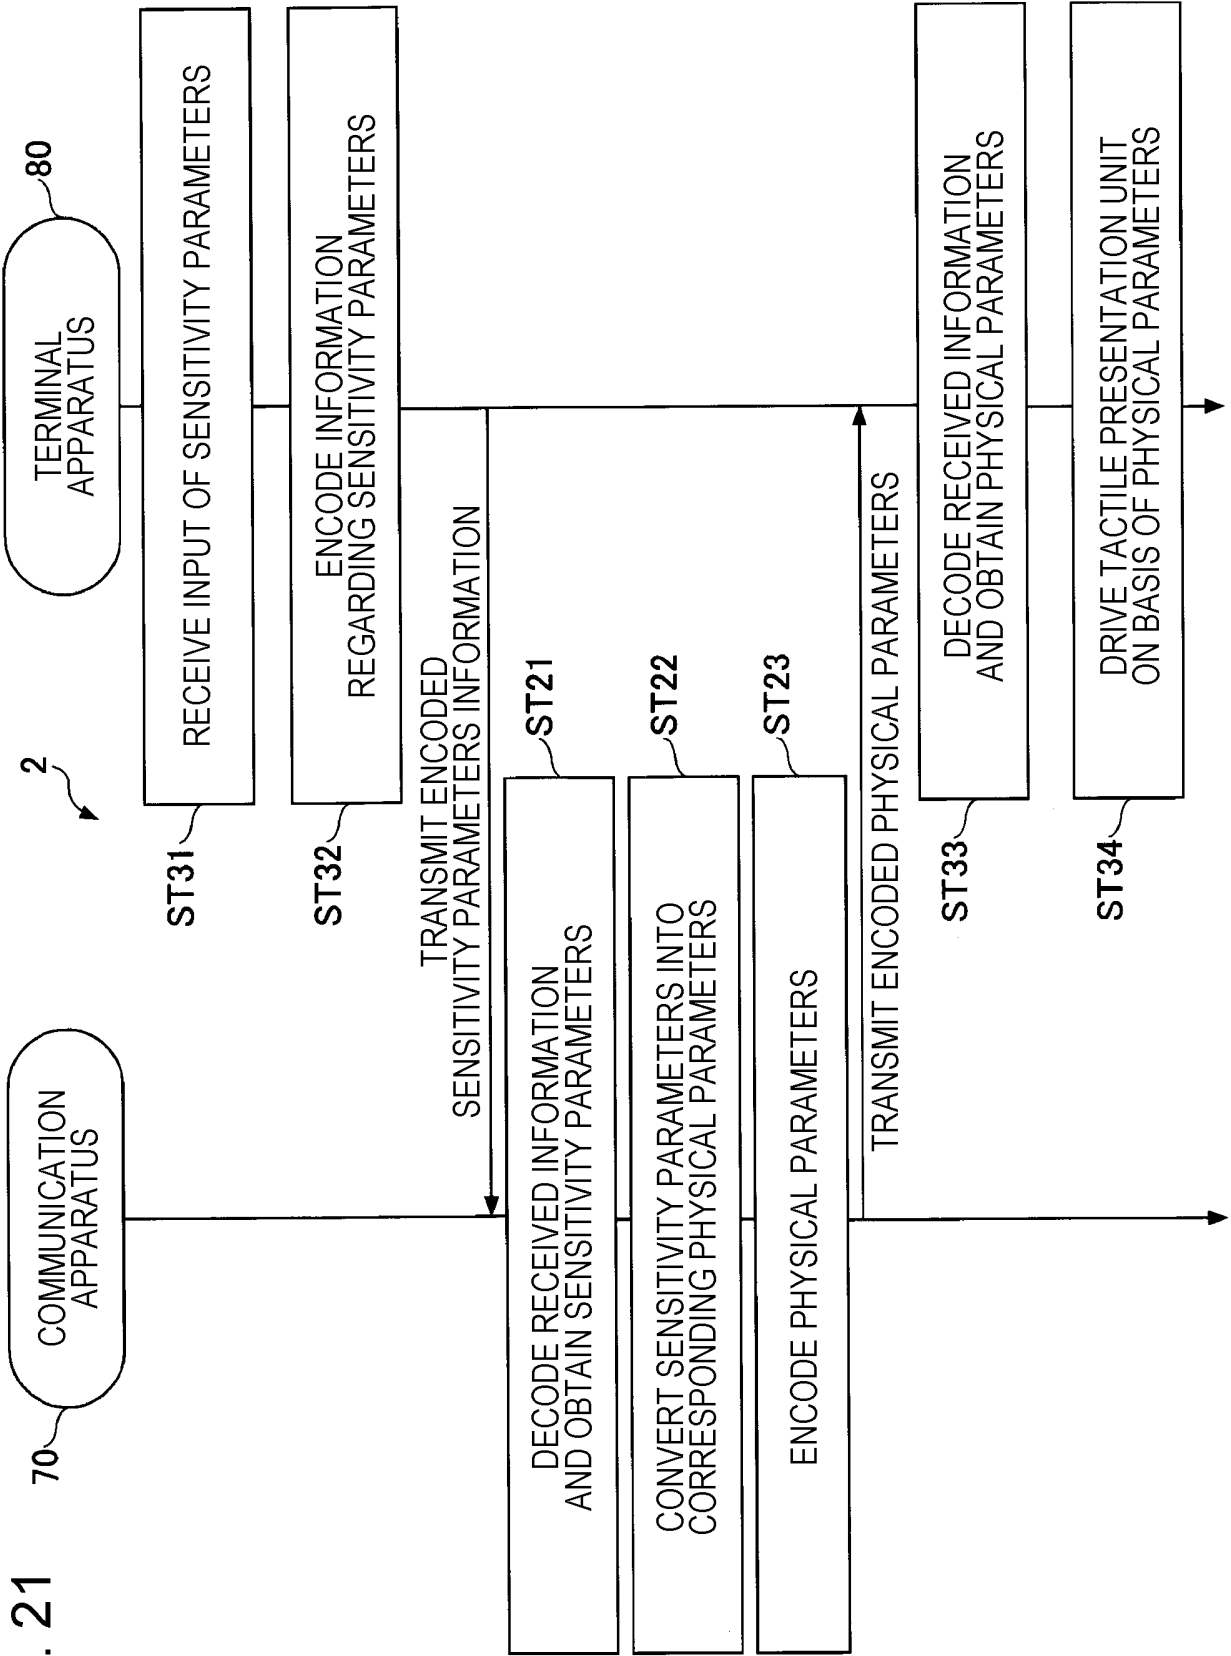 . 21
2
70
COMMUNICATION
APPARATUS
80
TERMINAL
APPARATUS
ST31
RECEIVE INPUT OF SENSITIVITY PARAMETERS
ST32
ENCODE INFORMATION
REGARDING SENSITIVITY PARAMETERS
TRANSMIT ENCODED
SENSITIVITY PARAMETERS INFORMATION
ST21
DECODE RECEIVED INFORMATION
AND OBTAIN SENSITIVITY PARAMETERS
ST22
CONVERT SENSITIVITY PARAMETERS INTO
CORRESPONDING PHYSICAL PARAMETERS
ST23
ENCODE PHYSICAL PARAMETERS
TRANSMIT ENCODED PHYSICAL PARAMETERS
ST33
DECODE RECEIVED INFORMATION
AND OBTAIN PHYSICAL PARAMETERS
ST34
DRIVE TACTILE PRESENTATION UNIT
ON BASIS OF PHYSICAL PARAMETERS